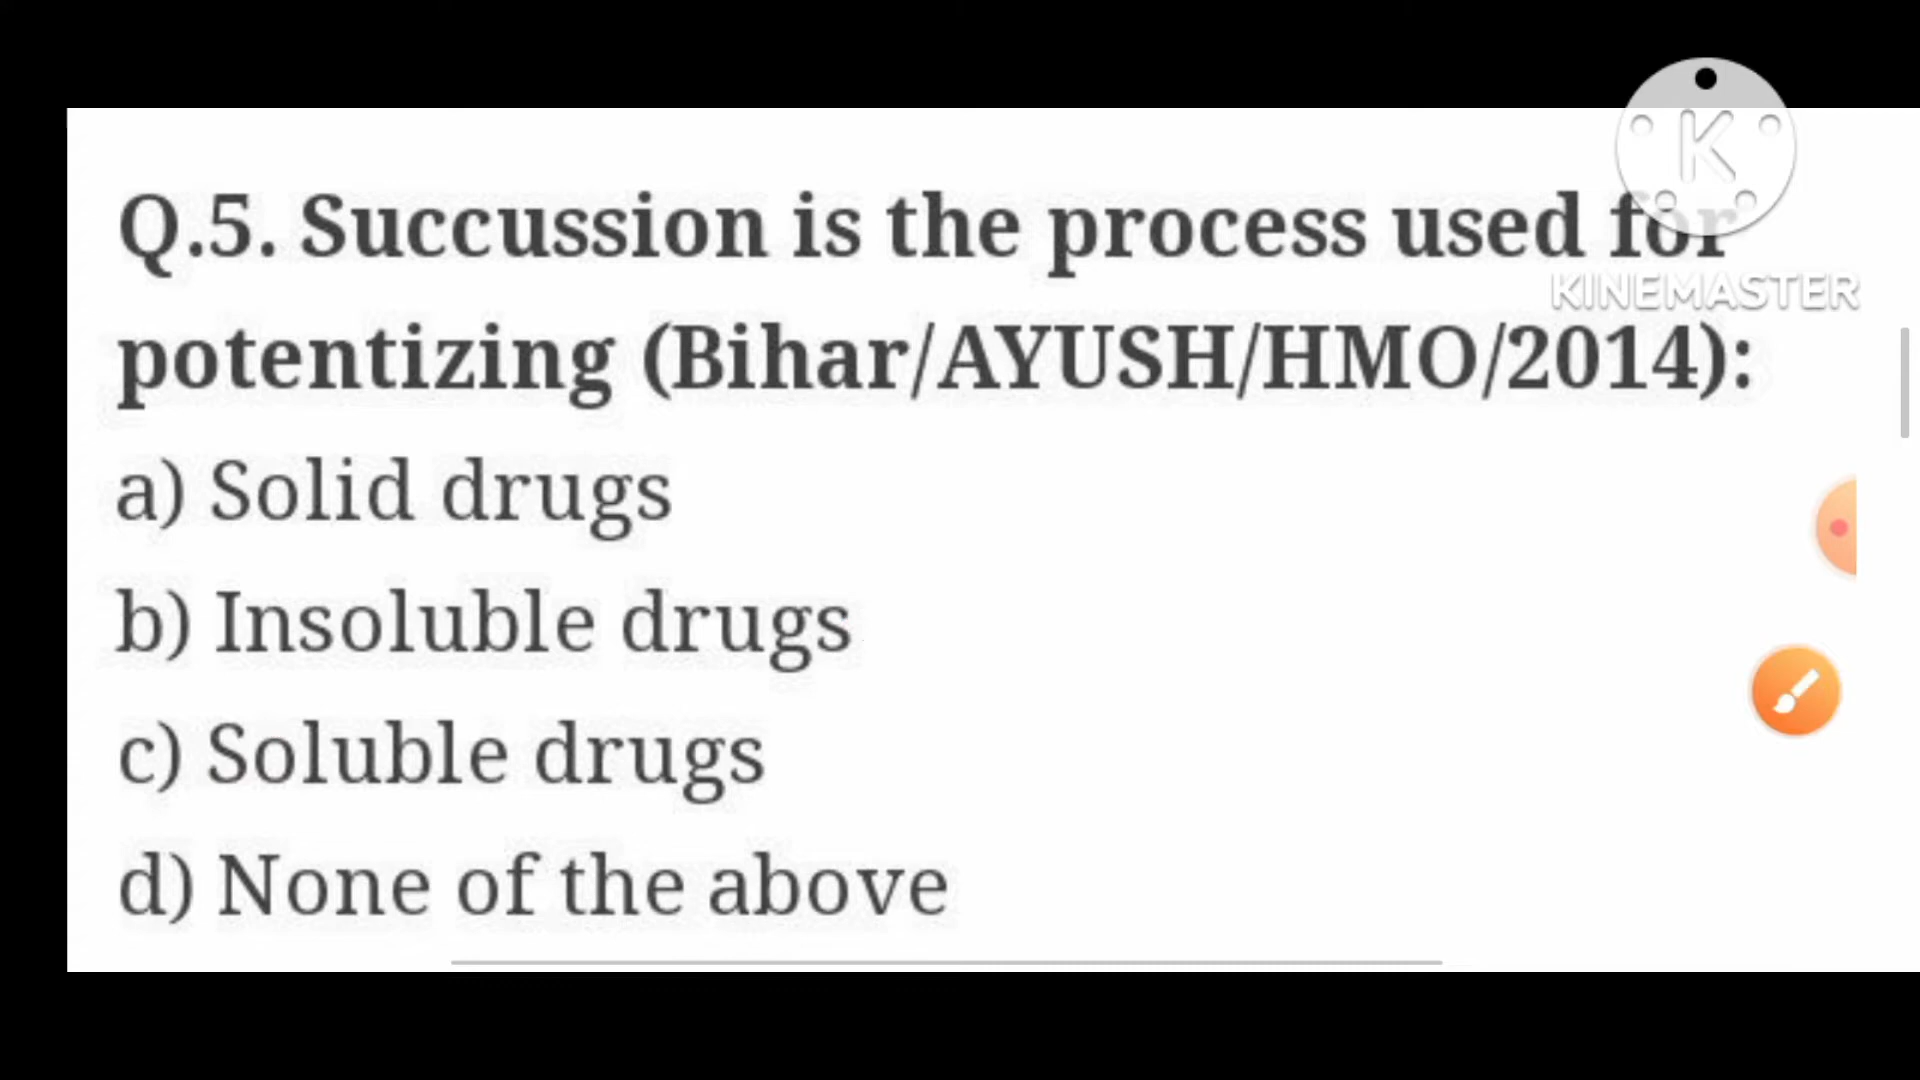 K
KINEMASTER
Q.5. Succussion is the process used for
potentizing (Bihar/AYUSH/HMO/2014):
a) Solid drugs
b) Insoluble drugs
c) Soluble drugs
d) None of the above